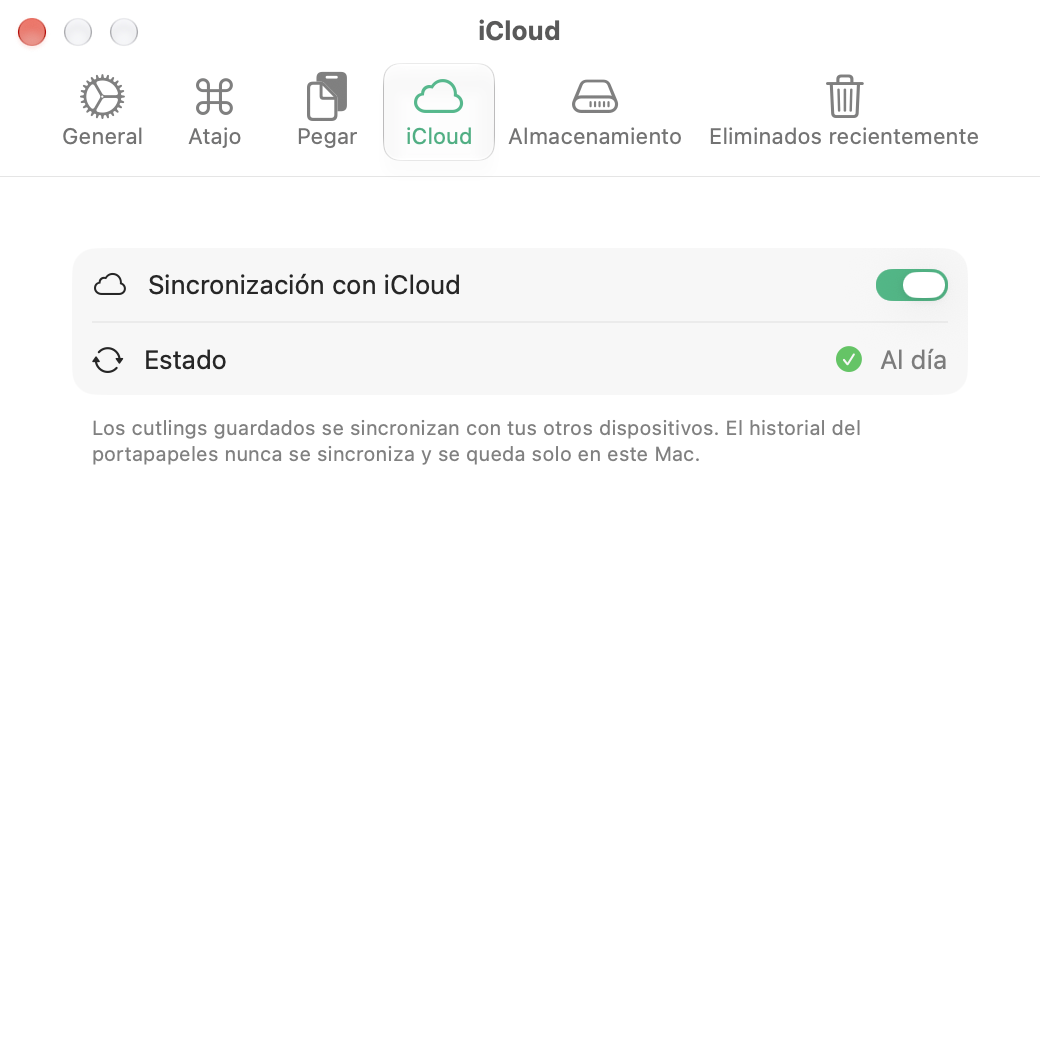 iCloud
General
Atajo
Pegar
iCloud
Almacenamiento
Eliminados recientemente
Sincronización con iCloud
Estado
Al día
Los cutlings guardados se sincronizan con tus otros dispositivos. El historial del
portapapeles nunca se sincroniza y se queda solo en este Mac.